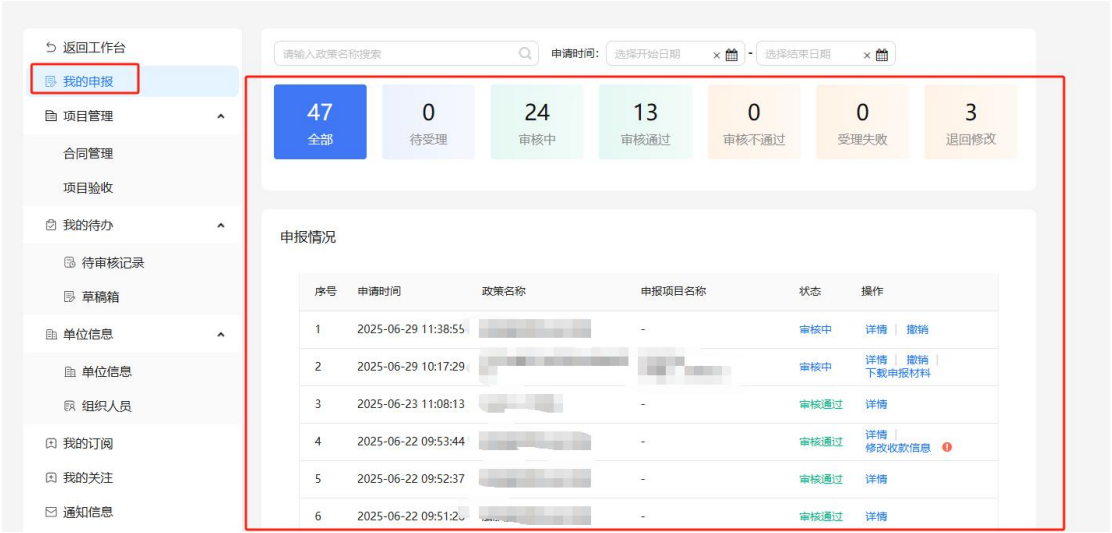 返回工作台
我的申报
项目管理
合同管理
项目验收
我的待办
待审核记录
草稿箱
单位信息
单位信息
组织人员
我的订阅
我的关注
通知信息
请输入政策名称搜索 申请时间: 选择开始日期 × - 选择结束日期 ×
47 0 24 13 0 0 3
全部 待受理 审核中 审核通过 审核不通过 受理失败 退回修改
申报情况
序号 申请时间 政策名称 申报项目名称 状态 操作
1 2025-06-29 11:38:55 - 审核中 详情 | 撤销
2 2025-06-29 10:17:29 审核中 详情 | 撤销 |
下载申报材料
3 2025-06-23 11:08:13 - 审核通过 详情
4 2025-06-22 09:53:44 - 审核通过 详情 |
修改收款信息
5 2025-06-22 09:52:37 - 审核通过 详情
6 2025-06-22 - 审核通过 详情